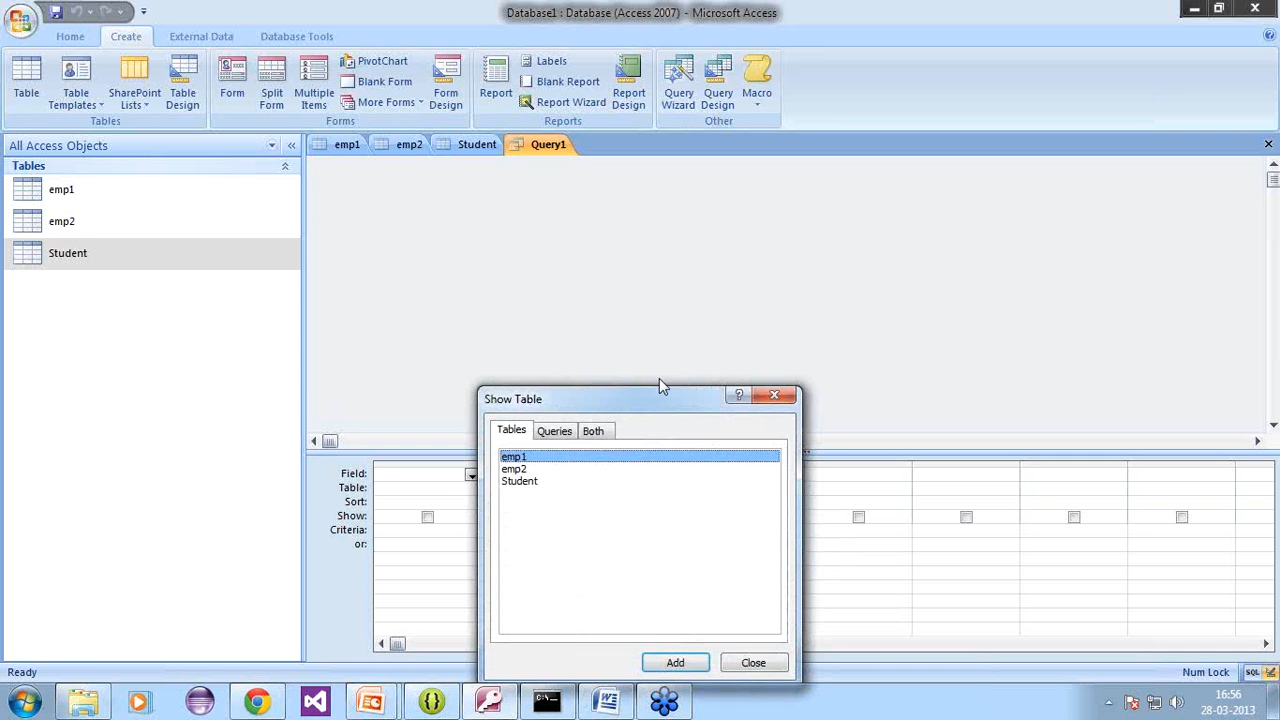 Database1 : Database (Access 2007) - Microsoft Access
Home Create External Data Database Tools
Table
Table Templates
SharePoint Lists
Table Design
Tables
Form
Split Form
Multiple Items
PivotChart
Blank Form
More Forms
Form Design
Forms
Report
Labels
Blank Report
Report Wizard
Report Design
Reports
Query Wizard
Query Design
Macro
Other
All Access Objects
Tables
emp1
emp2
Student
emp1 emp2 Student Query1
Show Table
Tables Queries Both
emp1
emp2
Student
Add Close
Field:
Table:
Sort:
Show:
Criteria:
or:
Ready
Num Lock
SQL
16:56
28-03-2013